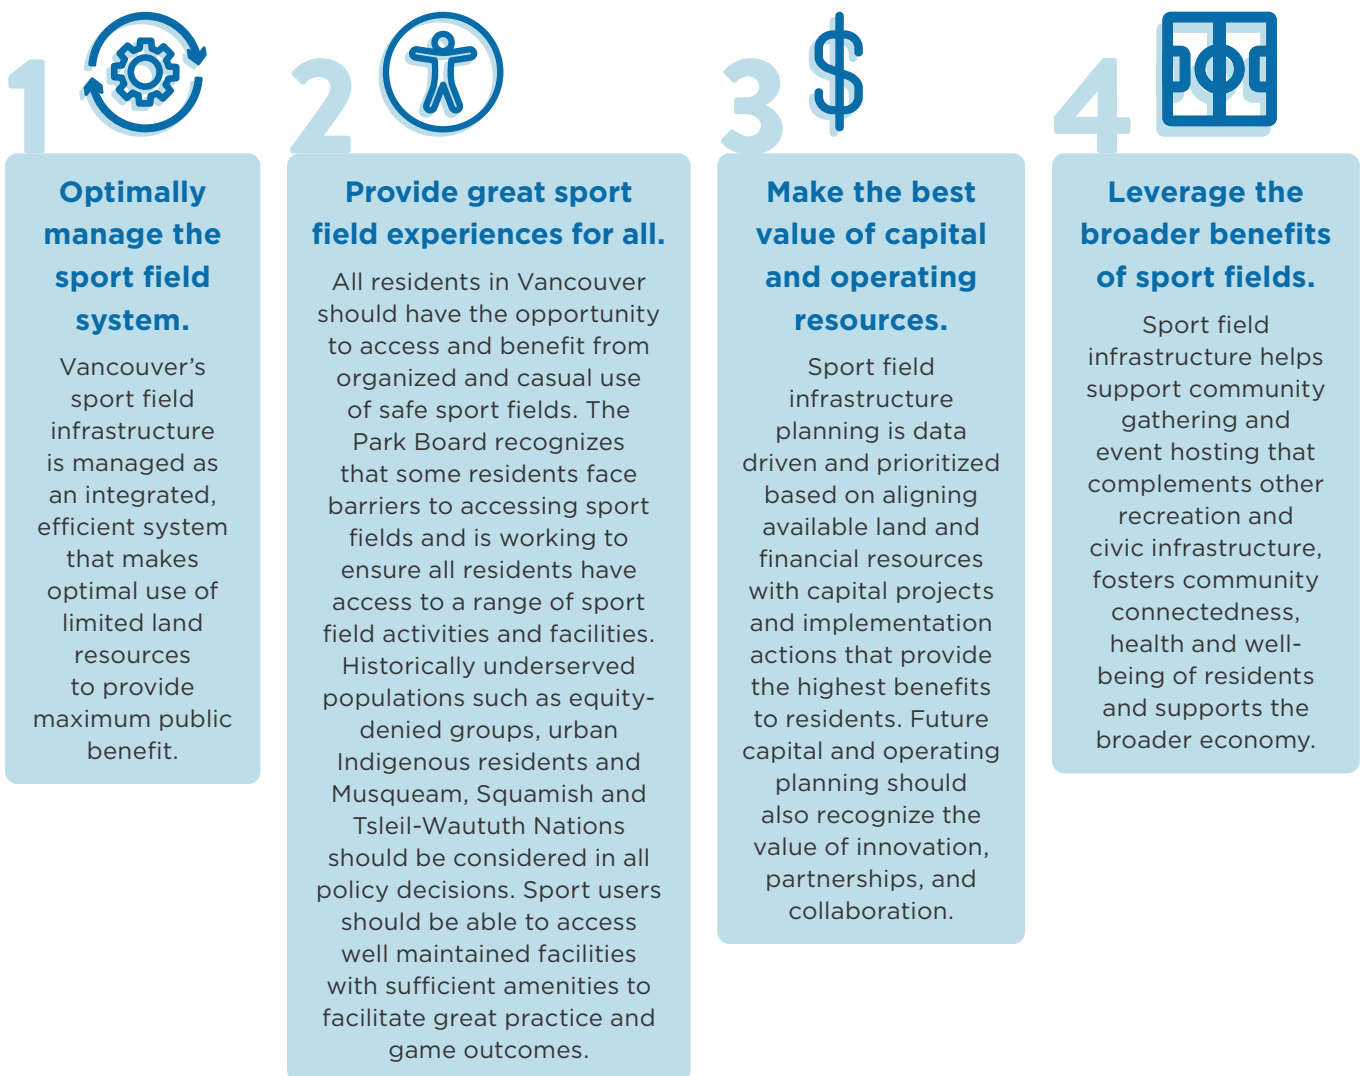 1
Optimally
manage the
sport field
system.
Vancouver’s
sport field
infrastructure
is managed as
an integrated,
efficient system
that makes
optimal use of
limited land
resources
to provide
maximum public
benefit.
2
Provide great sport
field experiences for all.
All residents in Vancouver
should have the opportunity
to access and benefit from
organized and casual use
of safe sport fields. The
Park Board recognizes
that some residents face
barriers to accessing sport
fields and is working to
ensure all residents have
access to a range of sport
field activities and facilities.
Historically underserved
populations such as equity-
denied groups, urban
Indigenous residents and
Musqueam, Squamish and
Tsleil-Waututh Nations
should be considered in all
policy decisions. Sport users
should be able to access
well maintained facilities
with sufficient amenities to
facilitate great practice and
game outcomes.
3
$
Make the best
value of capital
and operating
resources.
Sport field
infrastructure
planning is data
driven and prioritized
based on aligning
available land and
financial resources
with capital projects
and implementation
actions that provide
the highest benefits
to residents. Future
capital and operating
planning should
also recognize the
value of innovation,
partnerships, and
collaboration.
4
Leverage the
broader benefits
of sport fields.
Sport field
infrastructure helps
support community
gathering and
event hosting that
complements other
recreation and
civic infrastructure,
fosters community
connectedness,
health and well-
being of residents
and supports the
broader economy.